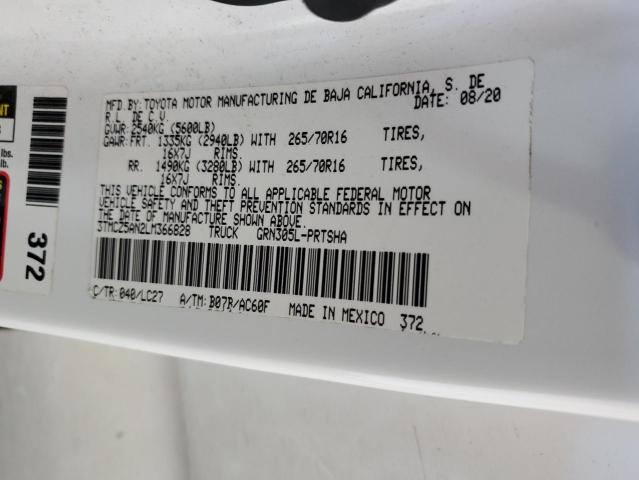 MFD.BY: TOYOTA MOTOR MANUFACTURING DE BAJA CALIFORNIA, S. DE
R.L. DE C.V. DATE: 08/20
GVWR: 2540KG (5600LB)
GAWR: FRT. 1335KG (2940LB) WITH 265/70R16 TIRES,
16X7J RIMS.
RR. 1490KG (3280LB) WITH 265/70R16 TIRES,
16X7J RIMS.
THIS VEHICLE CONFORMS TO ALL APPLICABLE FEDERAL MOTOR
VEHICLE SAFETY AND THEFT PREVENTION STANDARDS IN EFFECT ON
THE DATE OF MANUFACTURE SHOWN ABOVE.
3TMCZ5AN2LM366828 TRUCK GRN305L-PRTSHA
C/TR: 040/LC27 A/TM: B07B/AC60F MADE IN MEXICO 372
lbs.
372